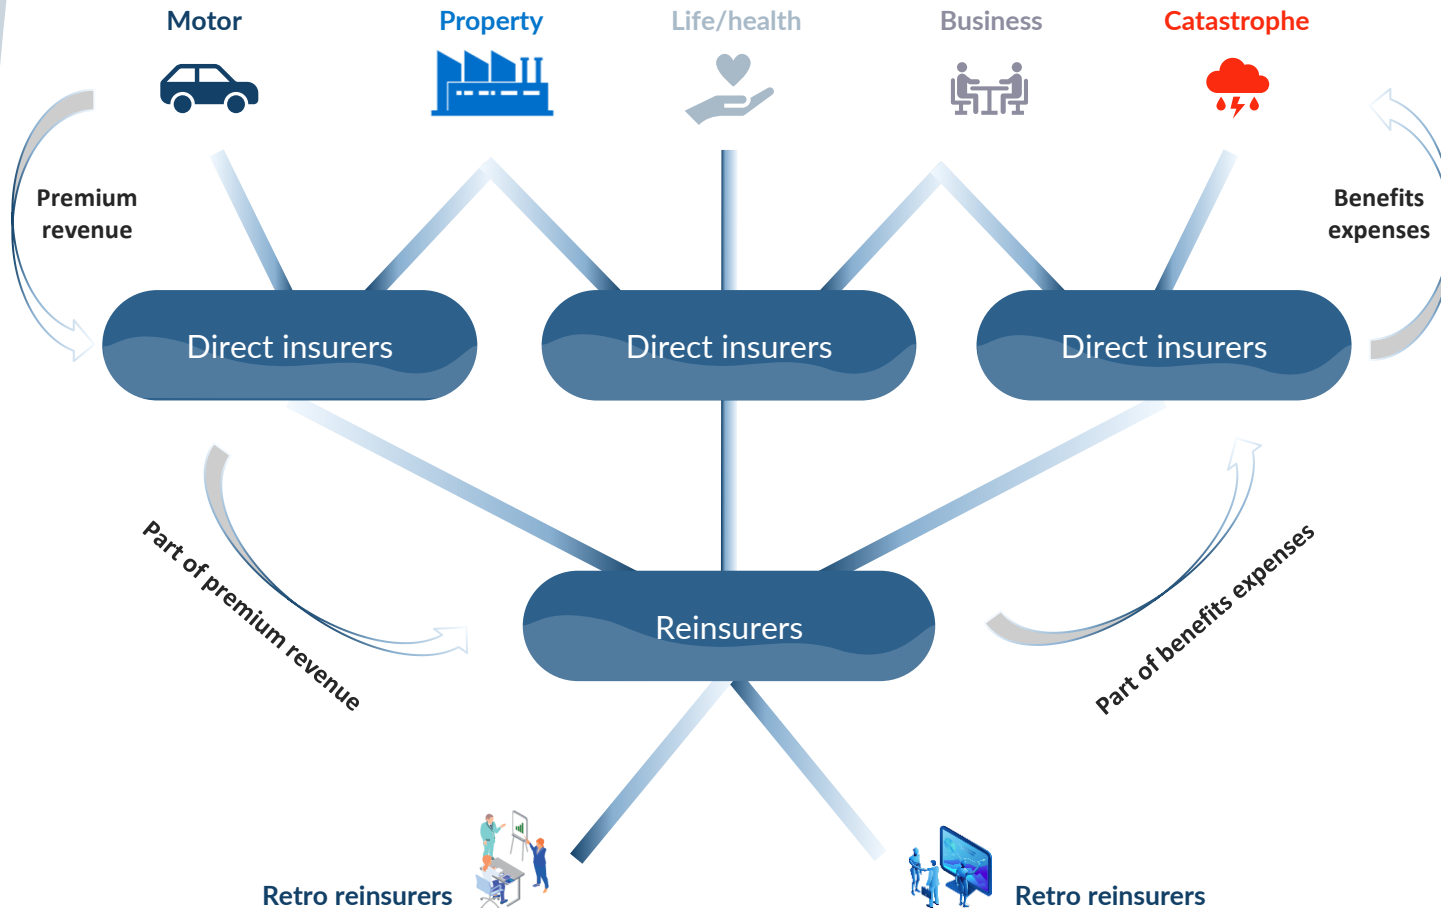 Motor
Property
Life/health
Business
Catastrophe
Premium
revenue
Benefits
expenses
Direct insurers
Direct insurers
Direct insurers
Part of premium revenue
Part of benefits expenses
Reinsurers
Retro reinsurers
Retro reinsurers